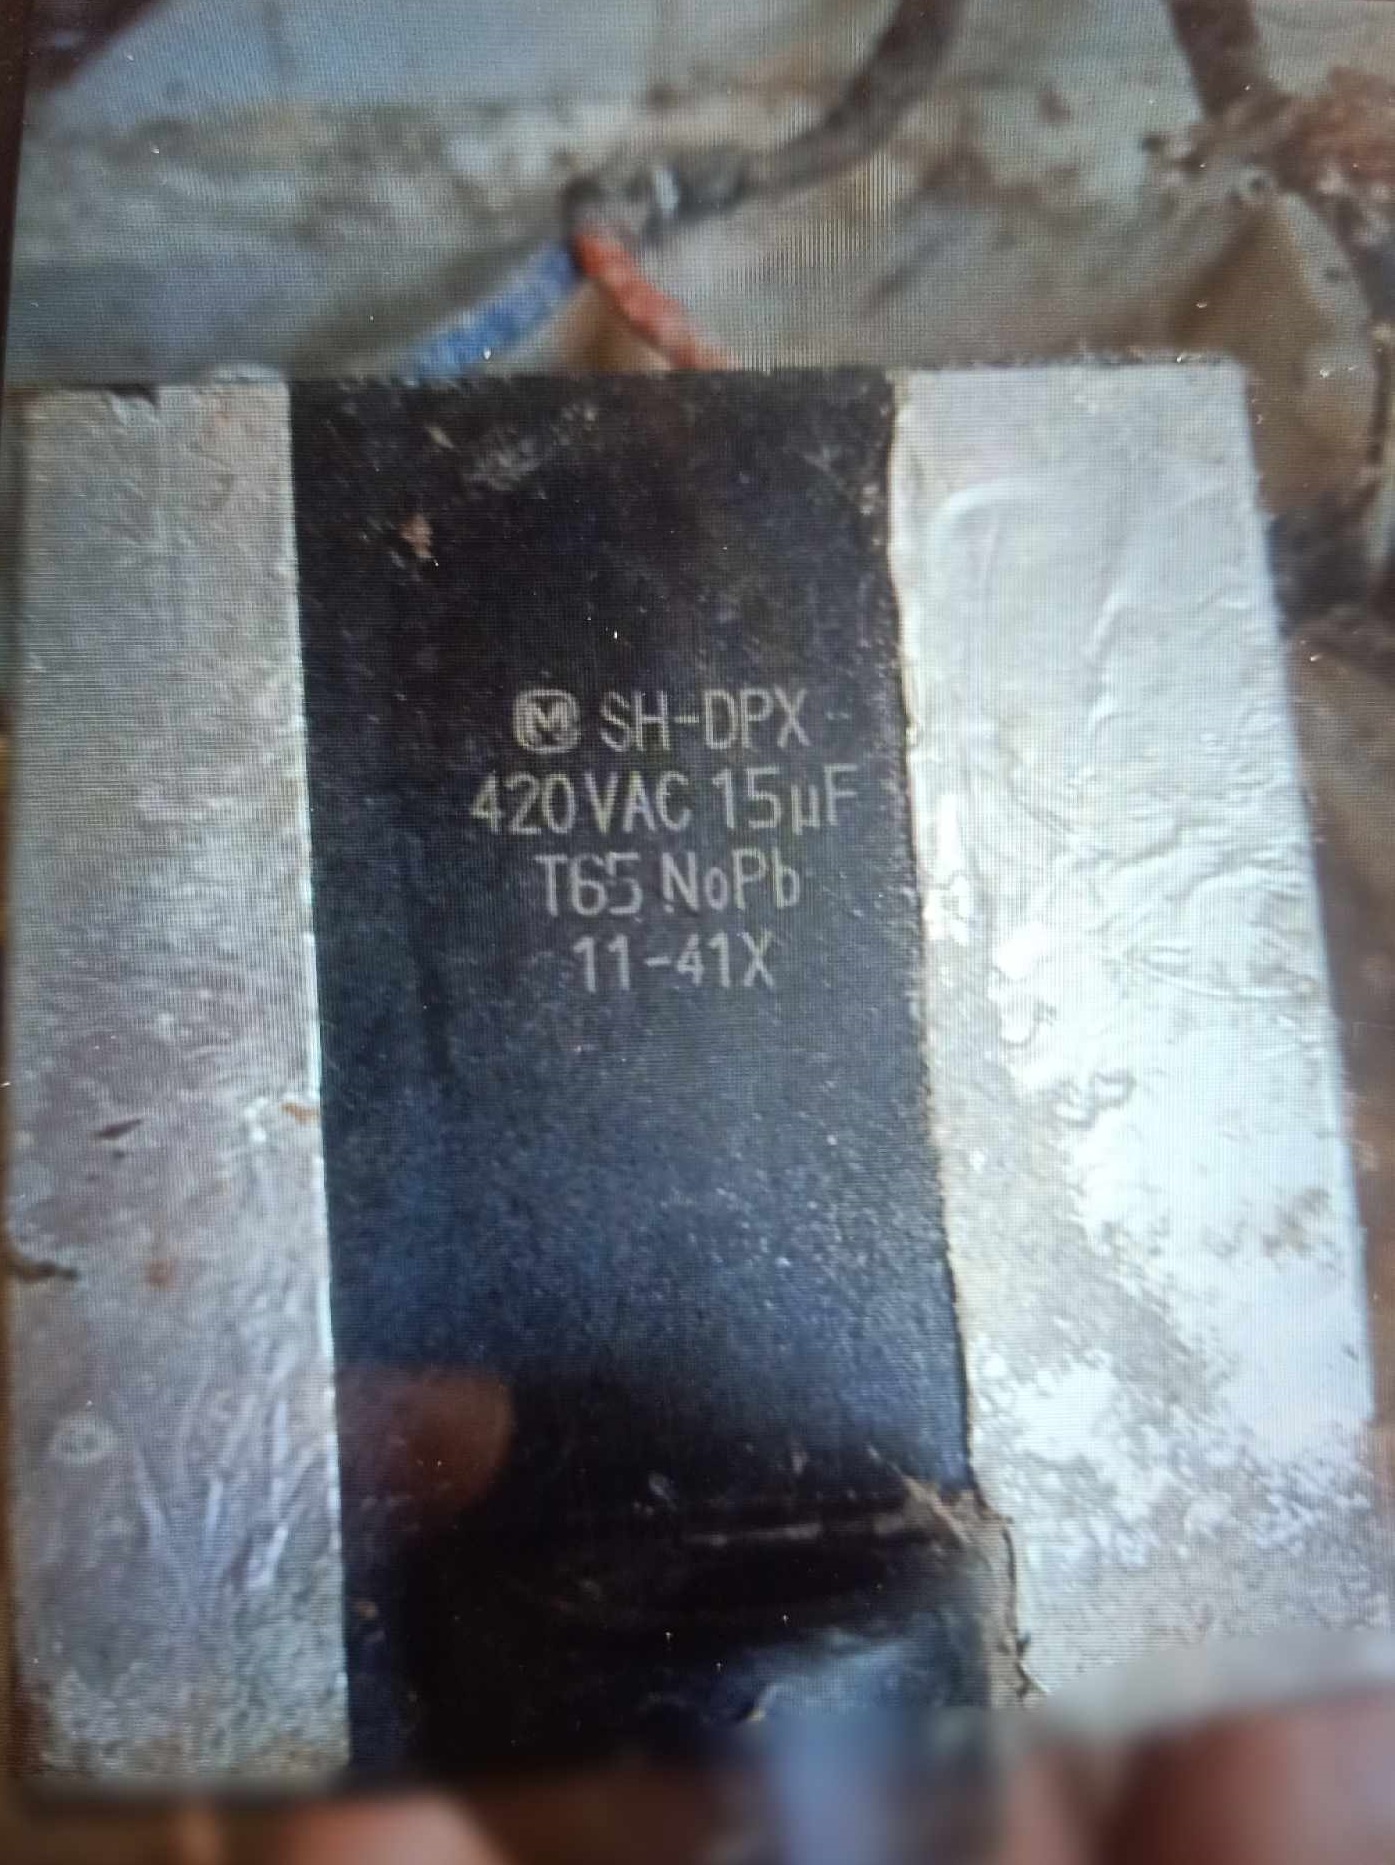 M SH-DPX
420VAC 15µF
T65 NoPb
11-41X